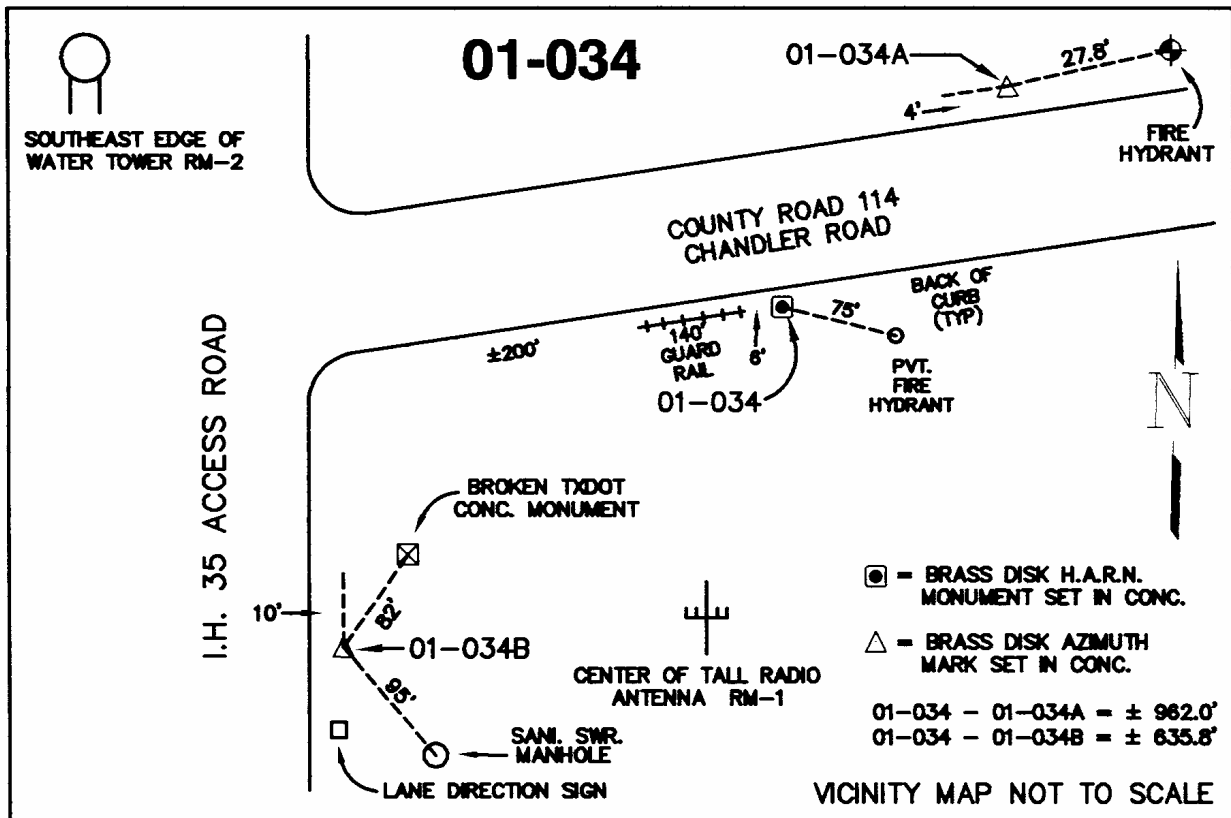 01-034
01-034A
27.8'
4'
FIRE
HYDRANT
SOUTHEAST EDGE OF
WATER TOWER RM-2
COUNTY ROAD 114
CHANDLER ROAD
BACK OF
CURB
(TYP)
75'
±200'
140'
GUARD
RAIL
6'
PVT.
FIRE
HYDRANT
01-034
N
I.H. 35 ACCESS ROAD
BROKEN TXDOT
CONC. MONUMENT
10'
82'
01-034B
95'
SANI. SWR.
MANHOLE
LANE DIRECTION SIGN
CENTER OF TALL RADIO
ANTENNA RM-1
= BRASS DISK H.A.R.N.
MONUMENT SET IN CONC.
= BRASS DISK AZIMUTH
MARK SET IN CONC.
01-034 - 01-034A = ± 962.0'
01-034 - 01-034B = ± 635.8'
VICINITY MAP NOT TO SCALE